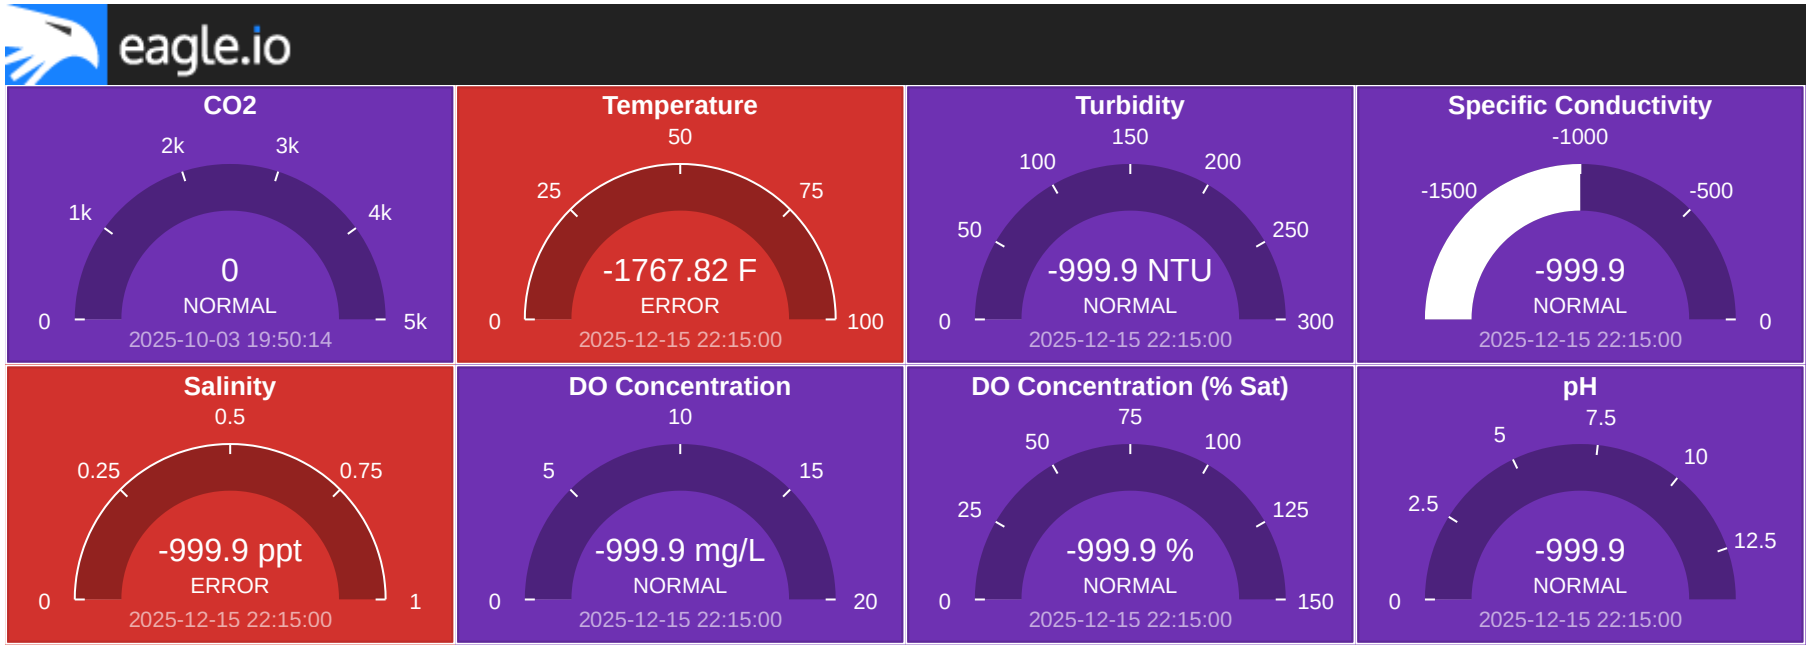 eagle.io
CO2
2k
3k
1k
4k
0
NORMAL
0
5k
2025-10-03 19:50:14
Temperature
50
25
75
-1767.82 F
ERROR
0
100
2025-12-15 22:15:00
Turbidity
150
100
200
50
250
-999.9 NTU
NORMAL
0
300
2025-12-15 22:15:00
Specific Conductivity
-1000
-1500
-500
-999.9
NORMAL
0
2025-12-15 22:15:00
Salinity
0.5
0.25
0.75
-999.9 ppt
ERROR
0
1
2025-12-15 22:15:00
DO Concentration
10
5
15
-999.9 mg/L
NORMAL
0
20
2025-12-15 22:15:00
DO Concentration (% Sat)
75
50
100
25
125
-999.9 %
NORMAL
0
150
2025-12-15 22:15:00
pH
7.5
5
10
2.5
12.5
-999.9
NORMAL
0
2025-12-15 22:15:00